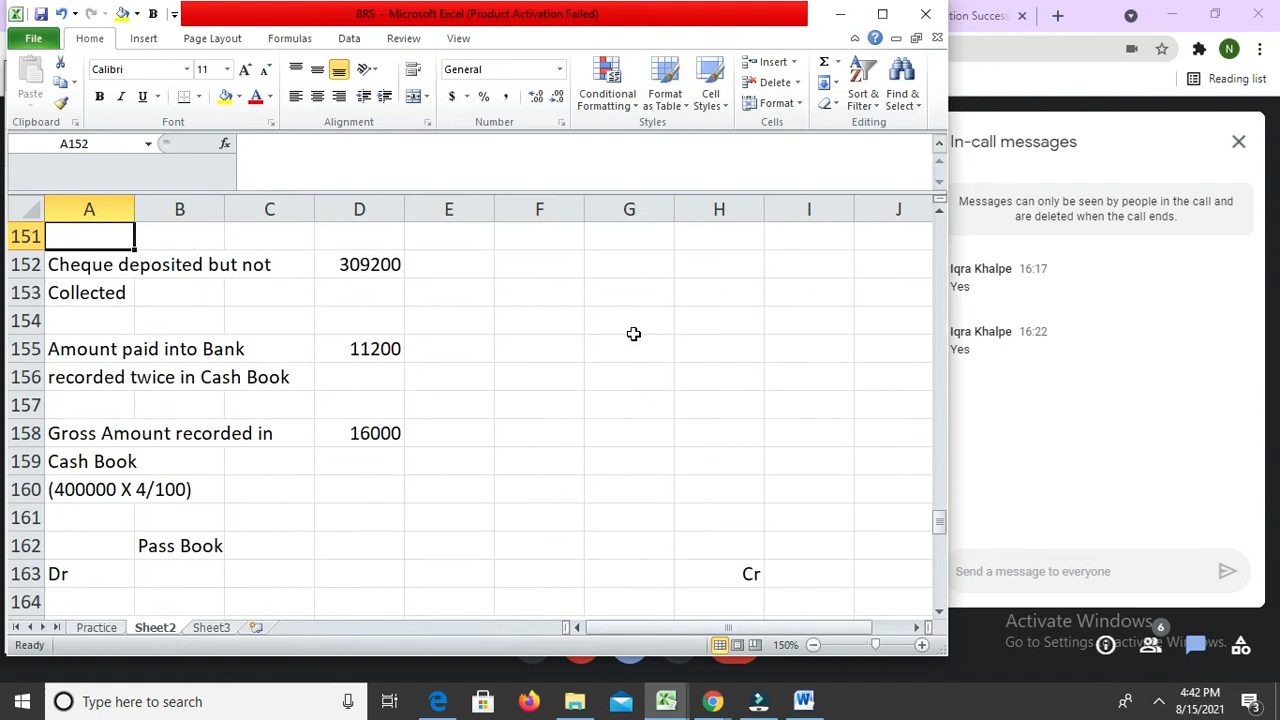 BRS - Microsoft Excel (Product Activation Failed)
tion Success
File
Home
Insert
Page Layout
Formulas
Data
Review
View
N
Reading list
Paste
Clipboard
Calibri
11
B I U
Font
Alignment
General
$ % ,
Number
Conditional Formatting
Format as Table
Cell Styles
Styles
Insert
Delete
Format
Cells
Sort & Filter
Find & Select
Editing
A152
fx
A B C D E F G H I J
151
152 Cheque deposited but not 309200
153 Collected
154
155 Amount paid into Bank 11200
156 recorded twice in Cash Book
157
158 Gross Amount recorded in 16000
159 Cash Book
160 (400000 X 4/100)
161
162 Pass Book
163 Dr Cr
164
Practice Sheet2 Sheet3
Ready
150%
In-call messages
Messages can only be seen by people in the call and
are deleted when the call ends.
Iqra Khalpe 16:17
Yes
Iqra Khalpe 16:22
Yes
Send a message to everyone
Activate Windows
Go to Settings to activate Windows.
6
Type here to search
4:42 PM
8/15/2021
3